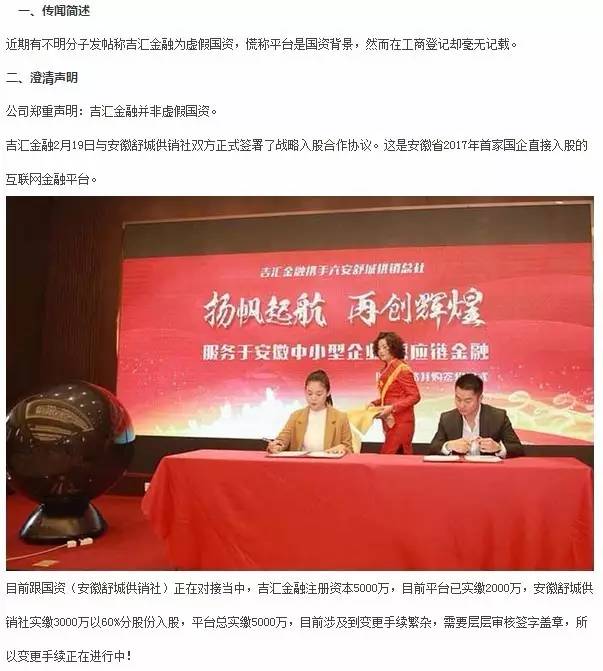 一、传闻简述
近期有不明分子发帖称吉汇金融为虚假国资，谎称平台是国资背景，然而在工商登记却毫无记载。
二、澄清声明
公司郑重声明：吉汇金融并非虚假国资。
吉汇金融2月19日与安徽舒城供销社双方正式签署了战略入股合作协议。这是安徽省2017年首家国企直接入股的
互联网金融平台。
吉汇金融携手六安舒城供销总社
扬帆起航 再创辉煌
服务于安徽中小型企业 应链金融
目前跟国资（安徽舒城供销社）正在对接当中，吉汇金融注册资本5000万，目前平台已实缴2000万，安徽舒城供
销社实缴3000万以60%分股份入股，平台总实缴5000万，目前涉及到变更手续繁杂，需要层层审核签字盖章，所
以变更手续正在进行中！